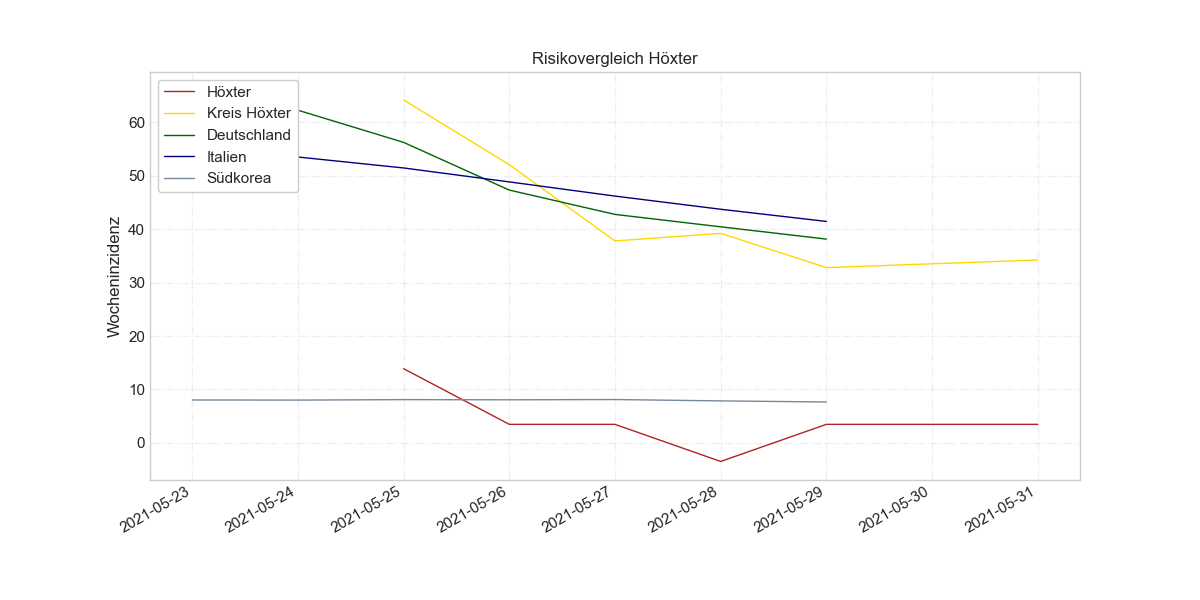 Risikovergleich Höxter
Höxter
Kreis Höxter
Deutschland
Italien
Südkorea
Wocheninzidenz
60
50
40
30
20
10
0
2021-05-23
2021-05-24
2021-05-25
2021-05-26
2021-05-27
2021-05-28
2021-05-29
2021-05-30
2021-05-31